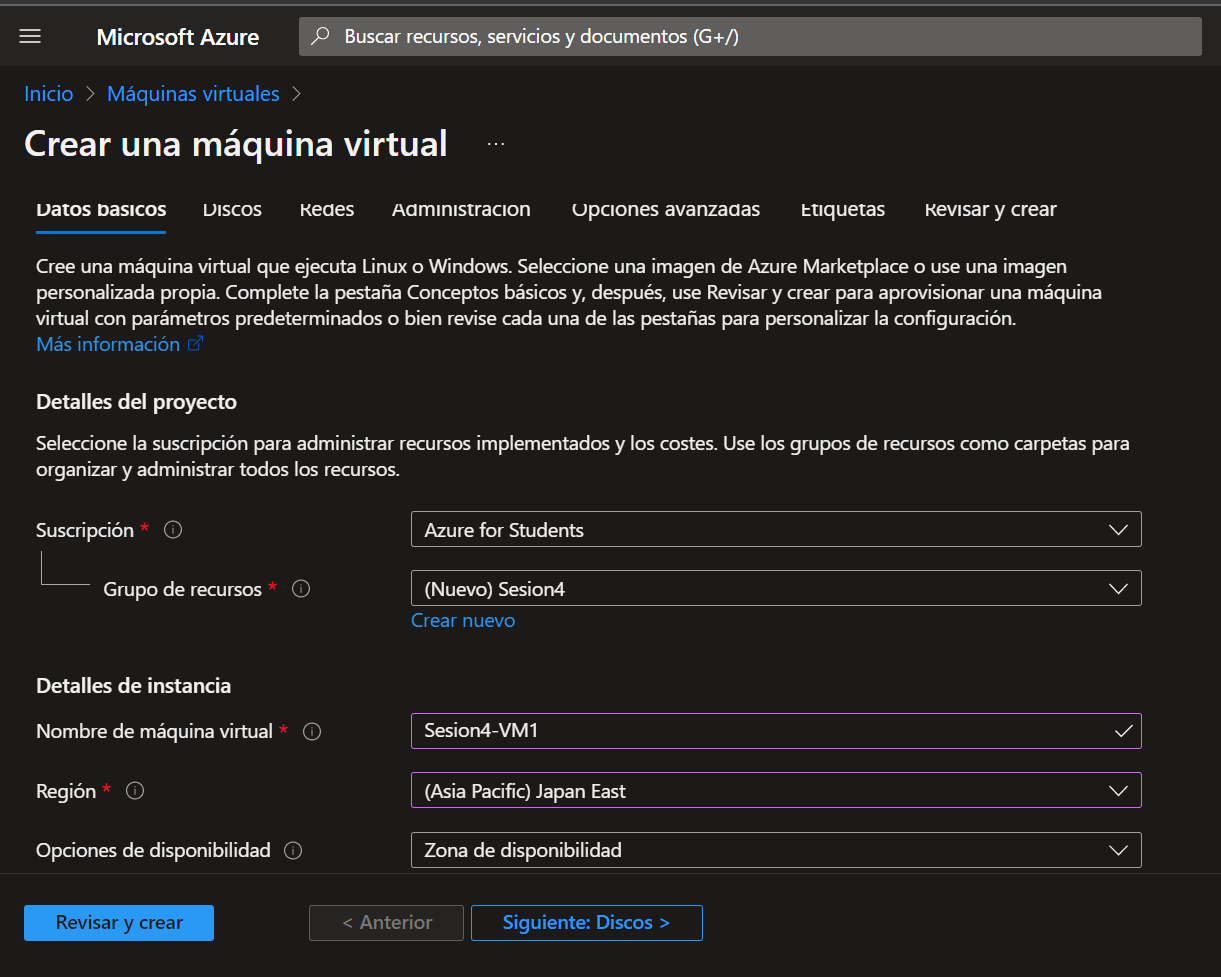 Microsoft Azure
Buscar recursos, servicios y documentos (G+/)
Inicio > Máquinas virtuales >
Crear una máquina virtual ...
Datos básicos Discos Redes Administración Opciones avanzadas Etiquetas Revisar y crear
Cree una máquina virtual que ejecuta Linux o Windows. Seleccione una imagen de Azure Marketplace o use una imagen
personalizada propia. Complete la pestaña Conceptos básicos y, después, use Revisar y crear para aprovisionar una máquina
virtual con parámetros predeterminados o bien revise cada una de las pestañas para personalizar la configuración.
Más información
Detalles del proyecto
Seleccione la suscripción para administrar recursos implementados y los costes. Use los grupos de recursos como carpetas para
organizar y administrar todos los recursos.
Suscripción * Azure for Students
Grupo de recursos * (Nuevo) Sesion4
Crear nuevo
Detalles de instancia
Nombre de máquina virtual * Sesion4-VM1
Región * (Asia Pacific) Japan East
Opciones de disponibilidad Zona de disponibilidad
Revisar y crear < Anterior Siguiente: Discos >